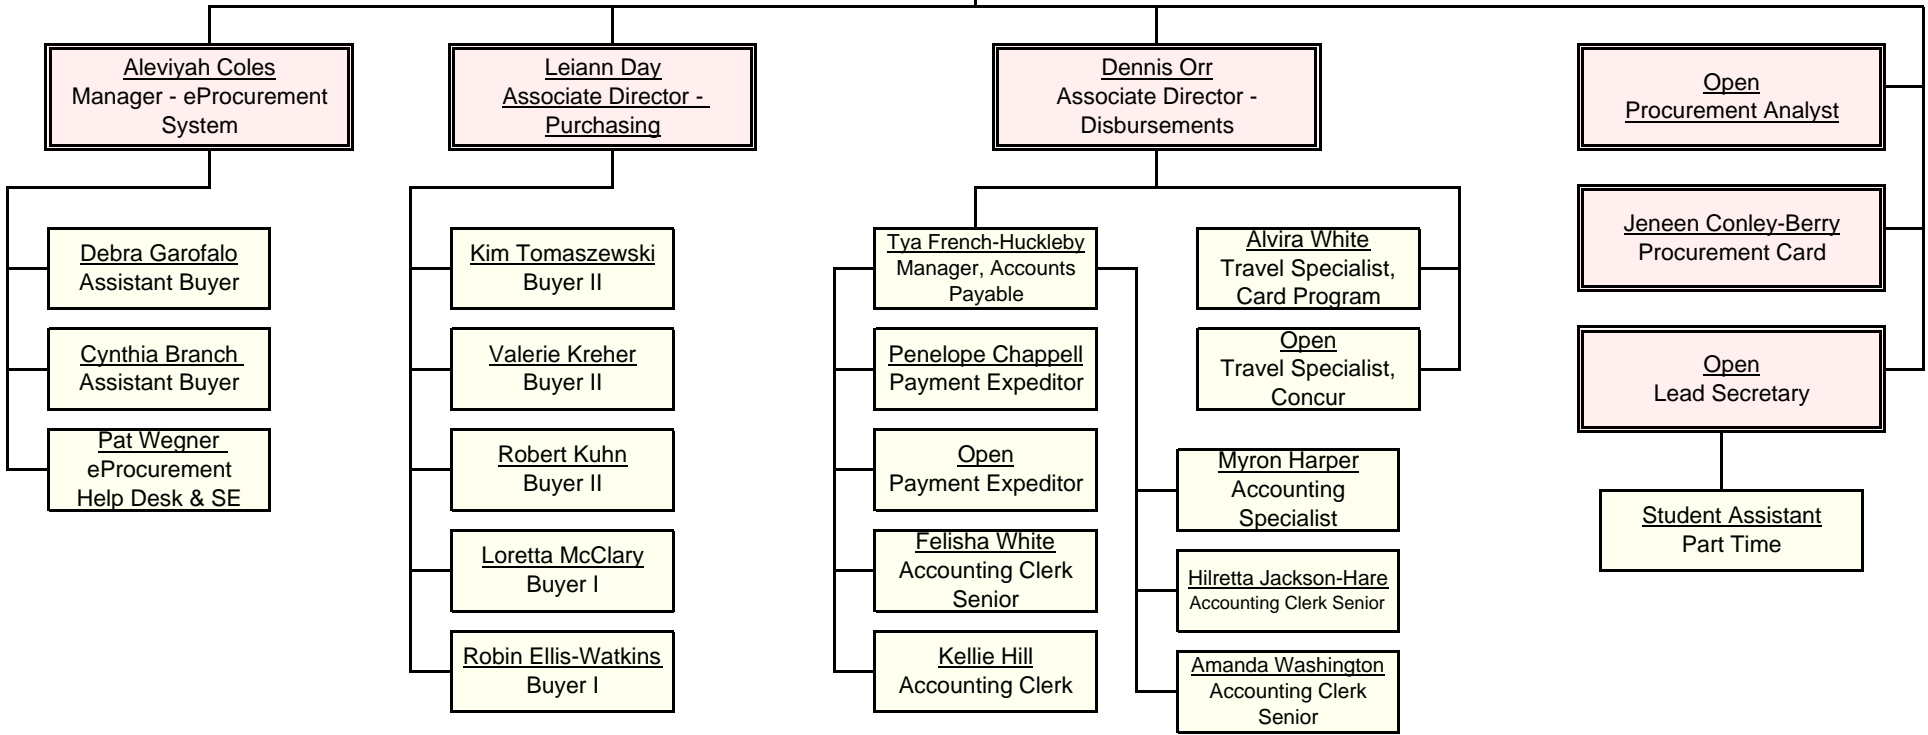 Aleviyah Coles
Manager - eProcurement
System
Leiann Day
Associate Director -
Purchasing
Dennis Orr
Associate Director -
Disbursements
Open
Procurement Analyst
Jeneen Conley-Berry
Procurement Card
Open
Lead Secretary
Student Assistant
Part Time
Debra Garofalo
Assistant Buyer
Cynthia Branch
Assistant Buyer
Pat Wegner
eProcurement
Help Desk & SE
Kim Tomaszewski
Buyer II
Valerie Kreher
Buyer II
Robert Kuhn
Buyer II
Loretta McClary
Buyer I
Robin Ellis-Watkins
Buyer I
Tya French-Huckleby
Manager, Accounts
Payable
Penelope Chappell
Payment Expeditor
Open
Payment Expeditor
Felisha White
Accounting Clerk
Senior
Kellie Hill
Accounting Clerk
Alvira White
Travel Specialist,
Card Program
Open
Travel Specialist,
Concur
Myron Harper
Accounting
Specialist
Hilretta Jackson-Hare
Accounting Clerk Senior
Amanda Washington
Accounting Clerk
Senior